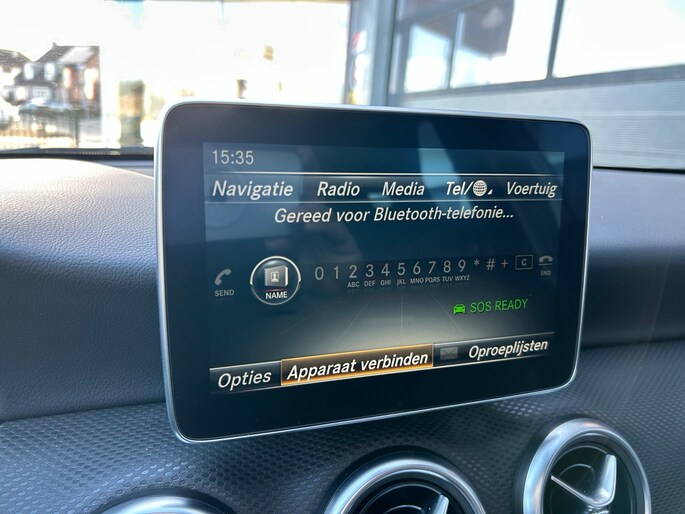 15:35
Navigatie Radio Media Tel/ Voertuig
Gereed voor Bluetooth-telefonie...
SEND NAME 0 1 2 3 4 5 6 7 8 9 * # + C END
ABC DEF GHI JKL MNO PQRS TUV WXYZ
SOS READY
Opties Apparaat verbinden Oproeplijsten